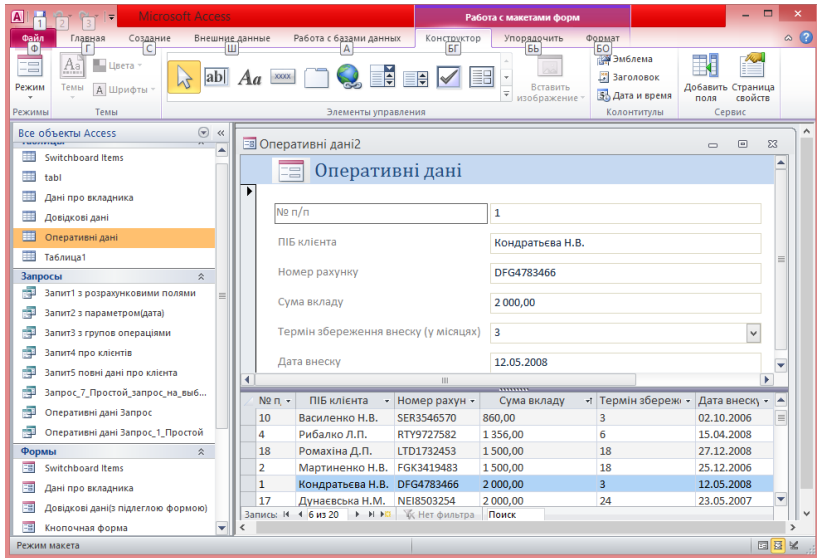 Microsoft Access
Работа с макетами форм
1 2 3
Файл Главная Создание Внешние данные Работа с базами данных Конструктор Упорядочить Формат
Ф Г С Ш А БГ БЬ БО
Режим
Режимы
Темы
Цвета
Шрифты
Темы
ab| Aa xxxx
Элементы управления
Вставить изображение
Эмблема
Заголовок
Дата и время
Колонтитулы
Добавить поля
Страница свойств
Сервис
Все объекты Access
Таблицы
Switchboard Items
tabl
Дані про вкладника
Довідкові дані
Оперативні дані
Таблица1
Запросы
Запит1 з розрахунковими полями
Запит2 з параметром(дата)
Запит3 з групов операціями
Запит4 про клієнтів
Запит5 повні дані про клієнта
Запрос_7_Простой_запрос_на_выб...
Оперативні дані Запрос
Оперативні дані Запрос_1_Простой
Формы
Switchboard Items
Дані про вкладника
Довідкові дані(з підлеглою формою)
Кнопочная форма
Оперативні дані2
Оперативні дані
№ п/п 1
ПІБ клієнта Кондратьєва Н.В.
Номер рахунку DFG4783466
Сума вкладу 2 000,00
Термін збереження внеску (у місяцях) 3
Дата внеску 12.05.2008
№ п, ПІБ клієнта Номер рахун Сума вкладу Термін збереже Дата внеску
10 Василенко Н.В. SER3546570 860,00 3 02.10.2006
4 Рибалко Л.П. RTY9727582 1 356,00 6 15.04.2008
18 Ромахіна Д.П. LTD1732453 1 500,00 18 27.12.2008
2 Мартиненко Н.В. FGK3419483 1 500,00 18 25.12.2006
1 Кондратьєва Н.В. DFG4783466 2 000,00 3 12.05.2008
17 Дунаєвська Н.М. NEI8503254 2 000,00 24 23.05.2007
Запись: 6 из 20 Нет фильтра Поиск
Режим макета